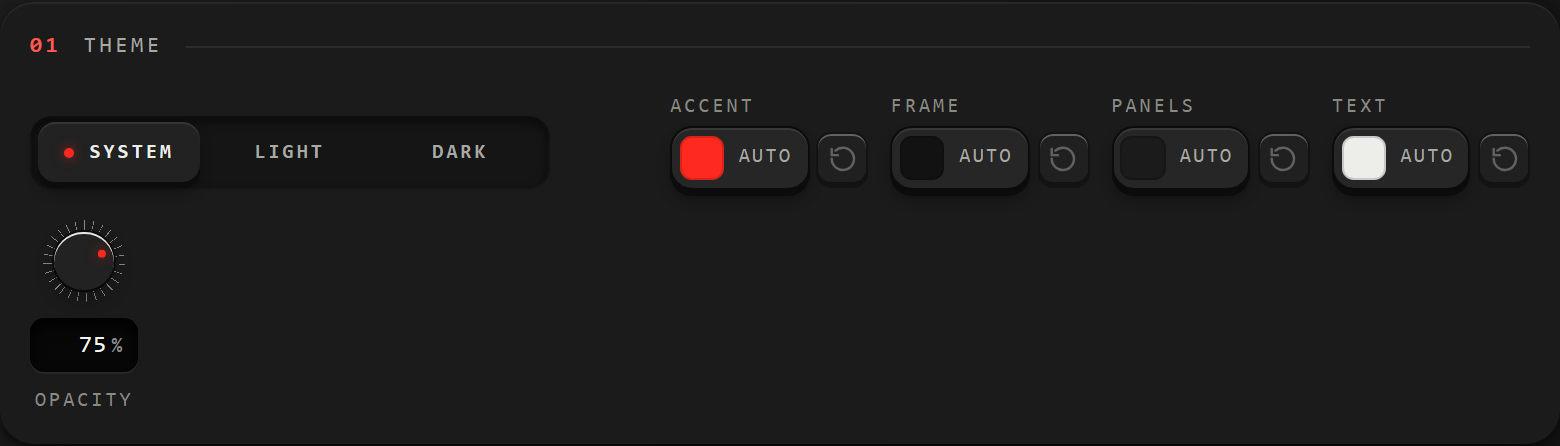 01 THEME
ACCENT FRAME PANELS TEXT
SYSTEM LIGHT DARK AUTO AUTO AUTO AUTO
75%
OPACITY